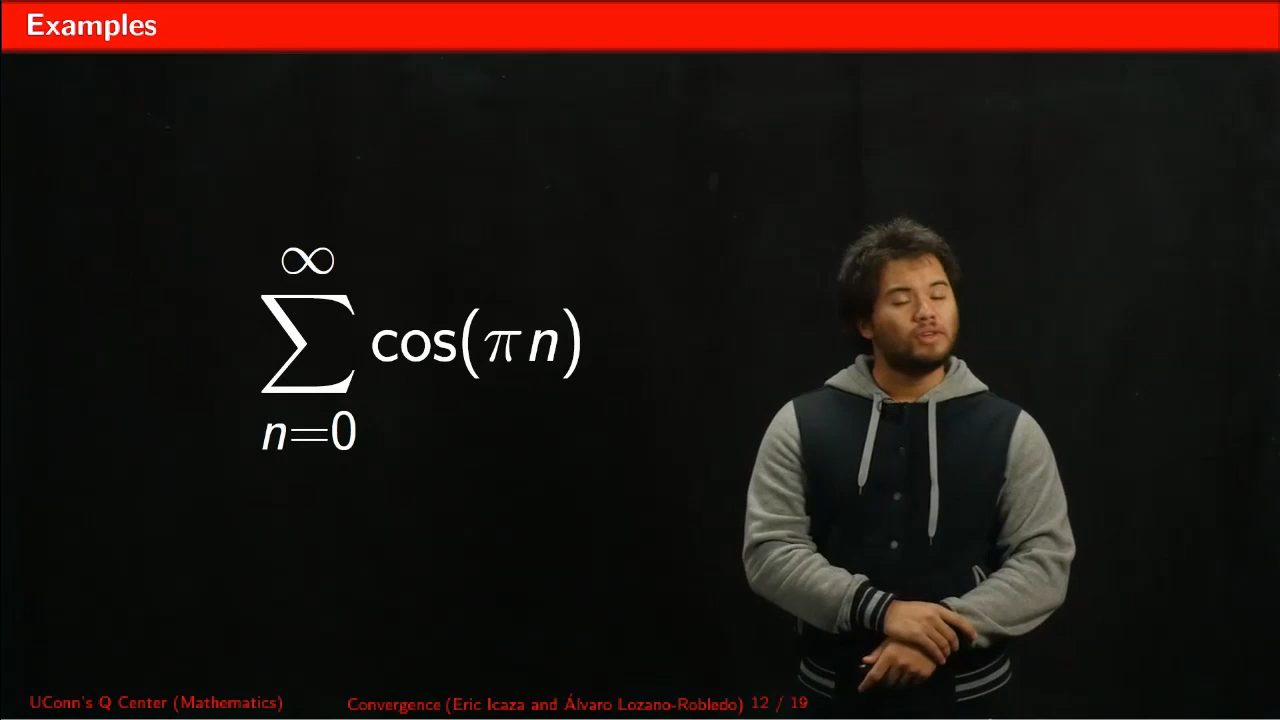 Examples
∞
∑ cos(πn)
n=0
UConn's Q Center (Mathematics) Convergence (Eric Icaza and Álvaro Lozano-Robledo) 12 / 19